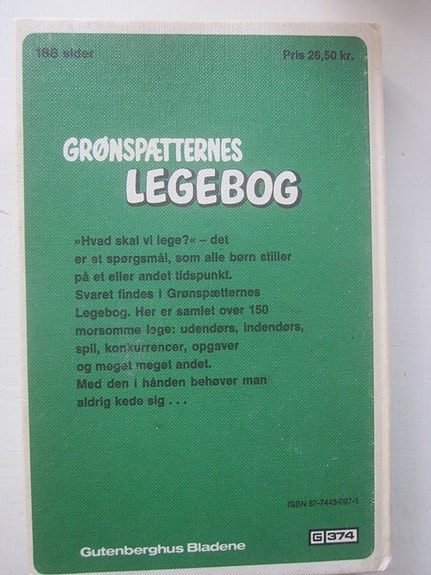 188 sider
Pris 26,50 kr.
GRØNSPÆTTERNES
LEGEBOG
»Hvad skal vi lege?« – det
er et spørgsmål, som alle børn stiller
på et eller andet tidspunkt.
Svaret findes i Grønspætternes
Legebog. Her er samlet over 150
morsomme lege: udendørs, indendørs,
spil, konkurrencer, opgaver
og meget meget andet.
Med den i hånden behøver man
aldrig kede sig . . .
ISBN 87-7443-097-1
G 374
Gutenberghus Bladene